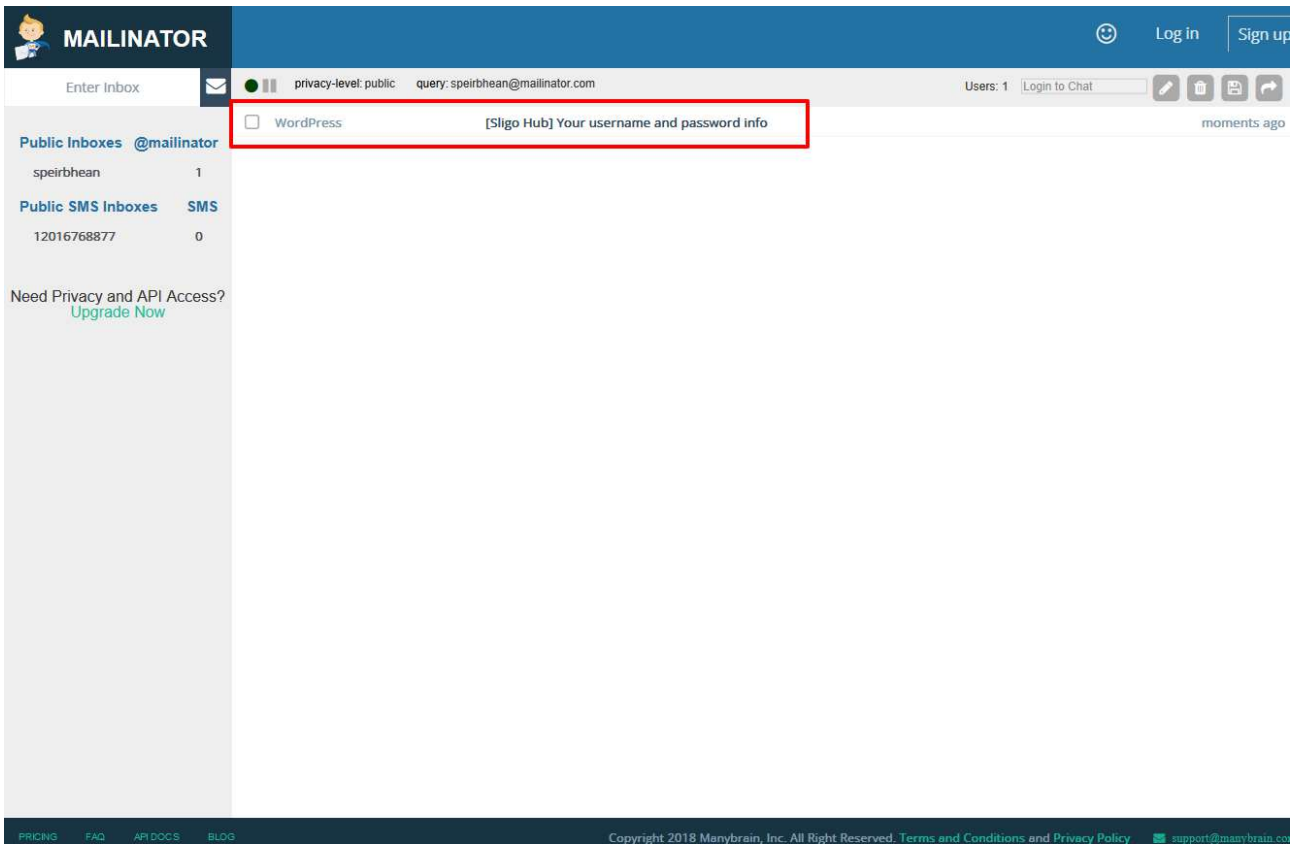 MAILINATOR
Log in
Sign up
Enter Inbox
privacy-level: public query: speirbhean@mailinator.com
Users: 1 Login to Chat
WordPress [Sligo Hub] Your username and password info moments ago
Public Inboxes @mailinator
speirbhean 1
Public SMS Inboxes SMS
12016768877 0
Need Privacy and API Access?
Upgrade Now
PRICING FAQ API DOCS BLOG
Copyright 2018 Manybrain, Inc. All Right Reserved. Terms and Conditions and Privacy Policy support@manybrain.com